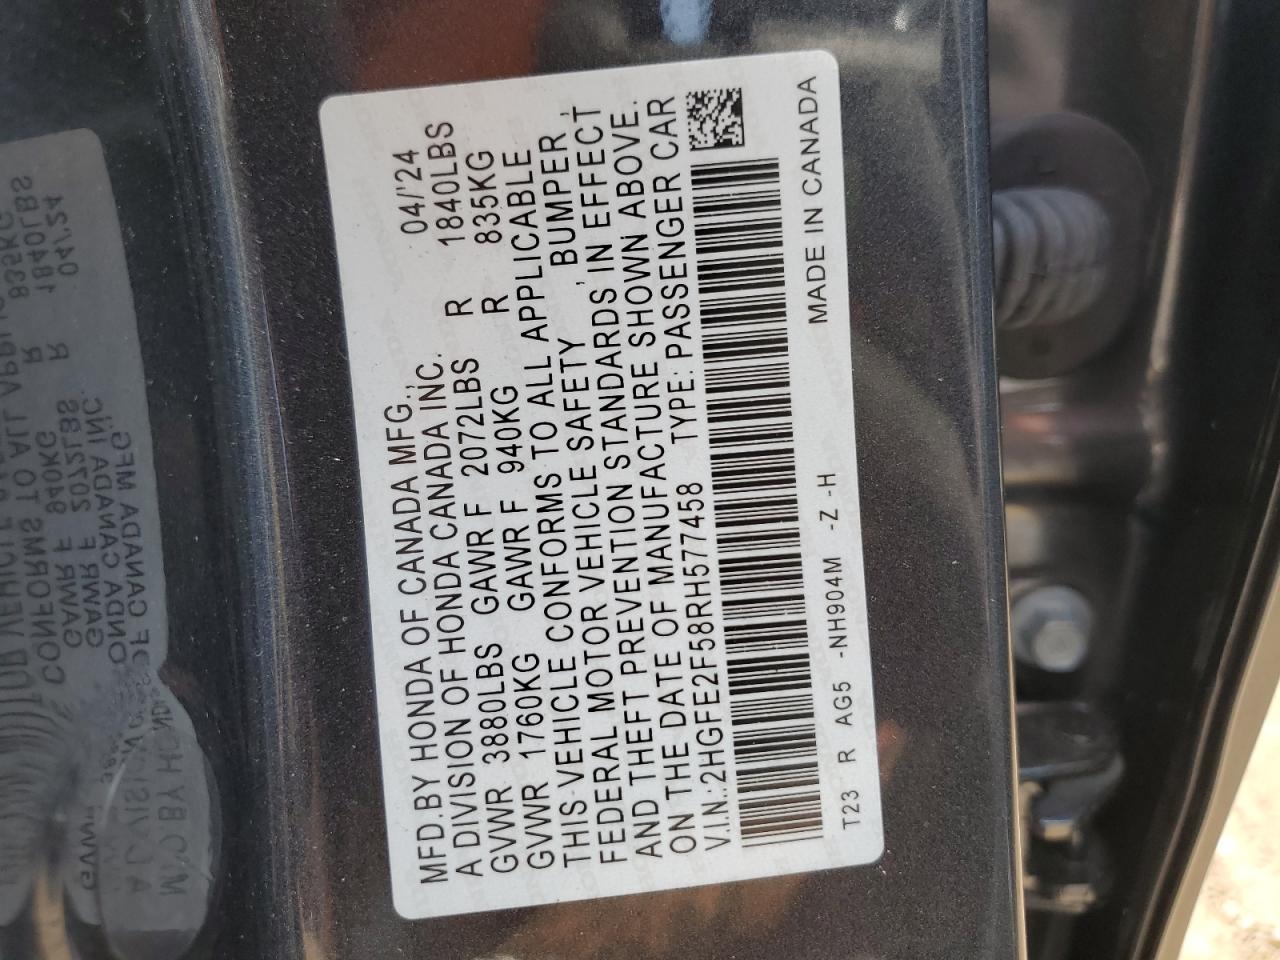 MFD.BY HONDA OF CANADA MFG., 04/'24
A DIVISION OF HONDA CANADA INC.
GVWR 3880LBS GAWR F 2072LBS R 1840LBS
GVWR 1760KG GAWR F 940KG R 835KG
THIS VEHICLE CONFORMS TO ALL APPLICABLE
FEDERAL MOTOR VEHICLE SAFETY , BUMPER ,
AND THEFT PREVENTION STANDARDS IN EFFECT
ON THE DATE OF MANUFACTURE SHOWN ABOVE.
V.I.N.:2HGFE2F58RH577458 TYPE: PASSENGER CAR
T23 R AG5 -NH904M -Z -H MADE IN CANADA